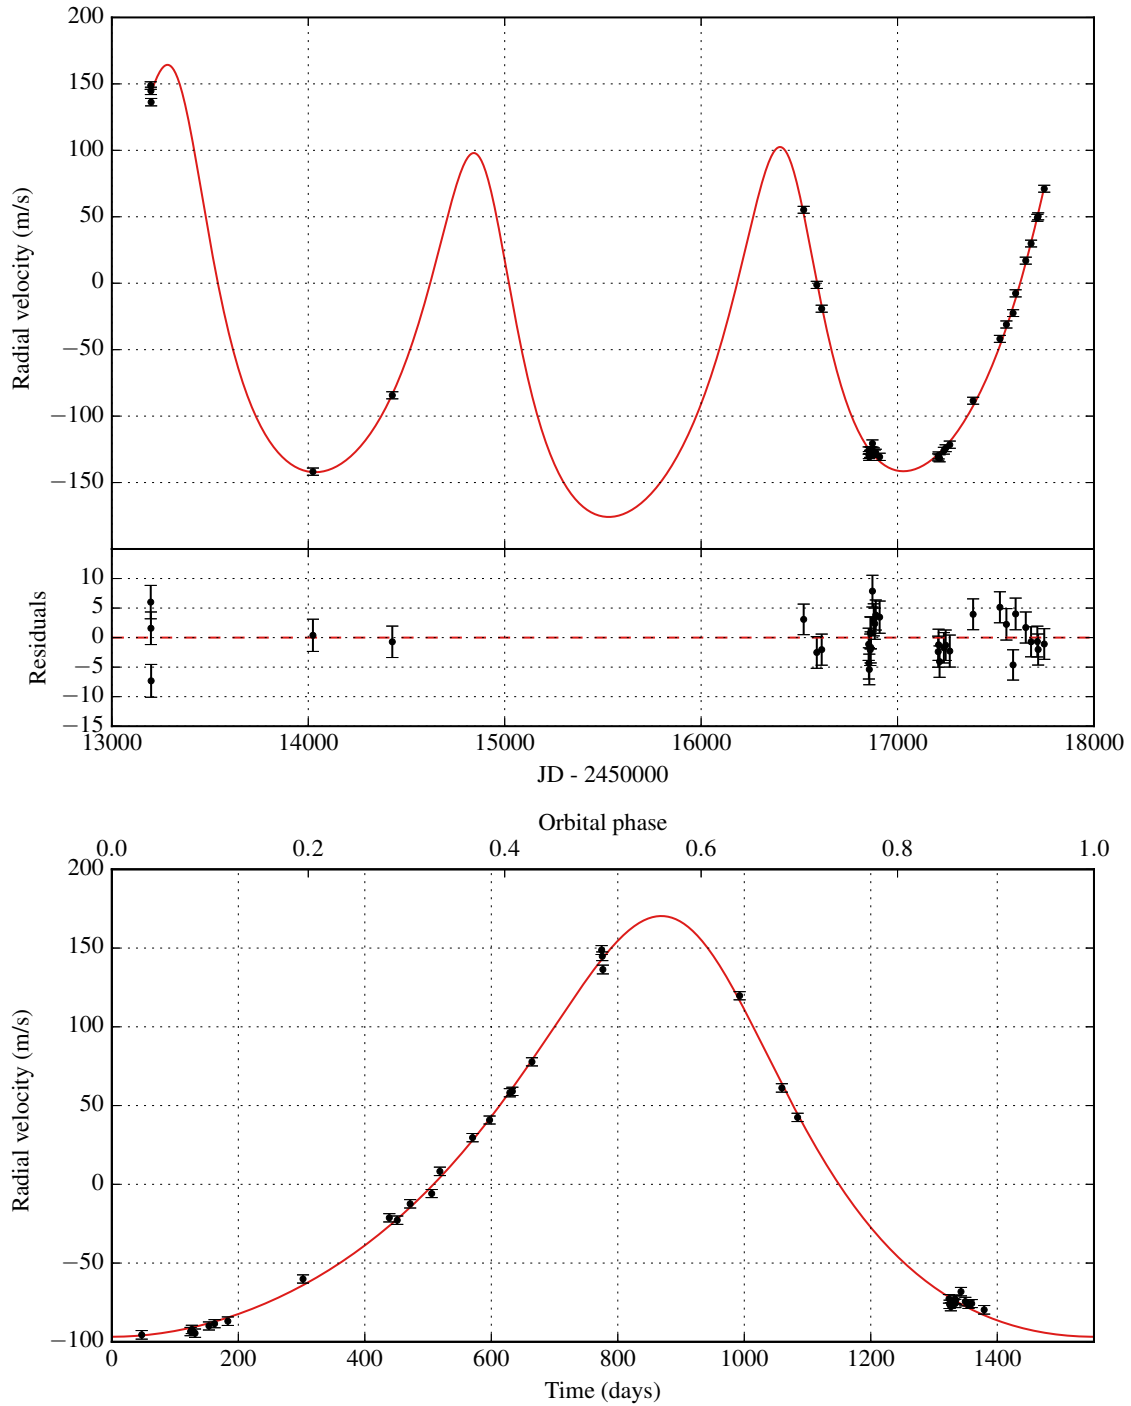 200
150
100
50
0
−50
−100
−150
Radial velocity (m/s)
10
5
0
−5
−10
−15
Residuals
13000 14000 15000 16000 17000 18000
JD - 2450000
Orbital phase
0.0 0.2 0.4 0.6 0.8 1.0
200
150
100
50
0
−50
−100
Radial velocity (m/s)
0 200 400 600 800 1000 1200 1400
Time (days)